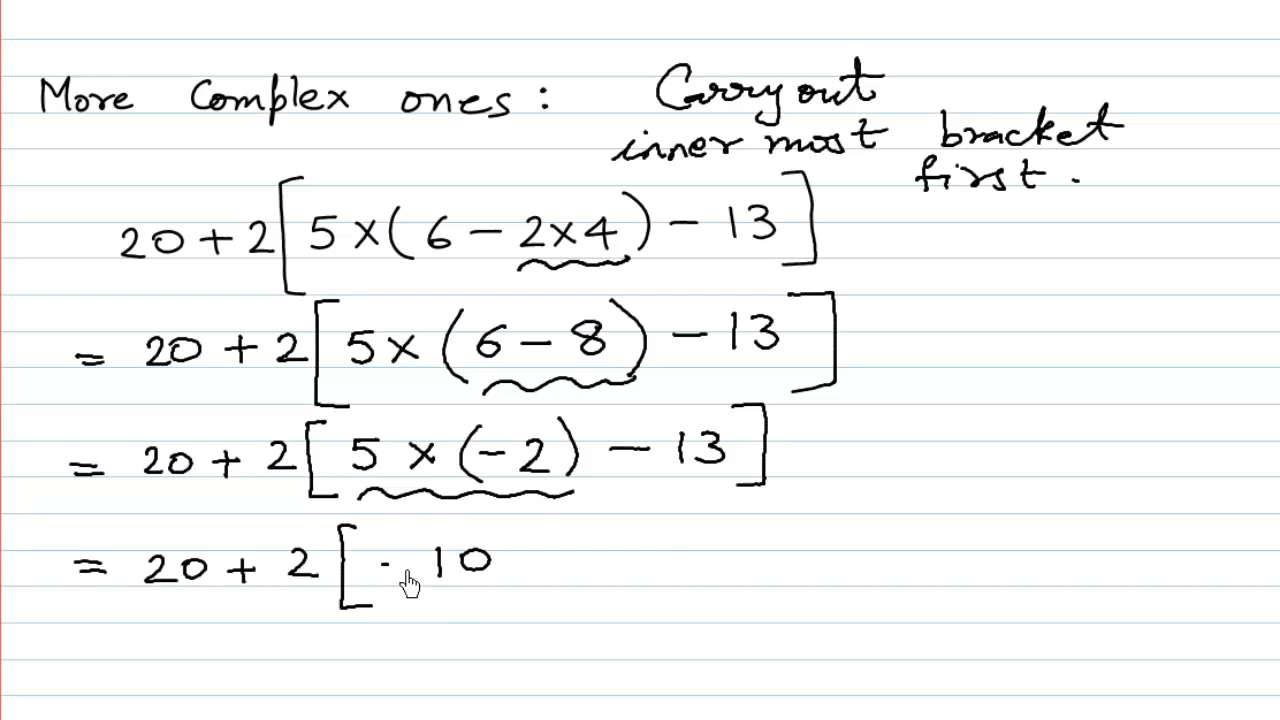 More Complex ones : Carry out
inner most bracket
first .
20 + 2 [ 5 × ( 6 - 2 × 4 ) - 13 ]
= 20 + 2 [ 5 × ( 6 - 8 ) - 13 ]
= 20 + 2 [ 5 × ( - 2 ) - 13 ]
= 20 + 2 [ - 10